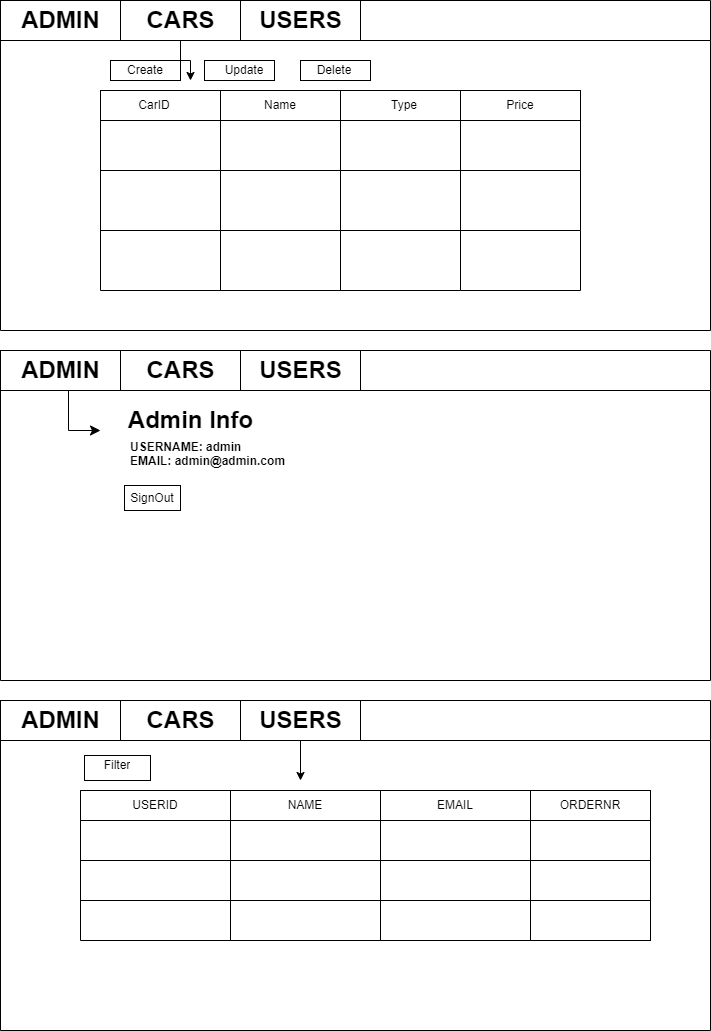 ADMIN CARS USERS
Create Update Delete
CarID Name Type Price
ADMIN CARS USERS
Admin Info
USERNAME: admin
EMAIL: admin@admin.com
SignOut
ADMIN CARS USERS
Filter
USERID NAME EMAIL ORDERNR